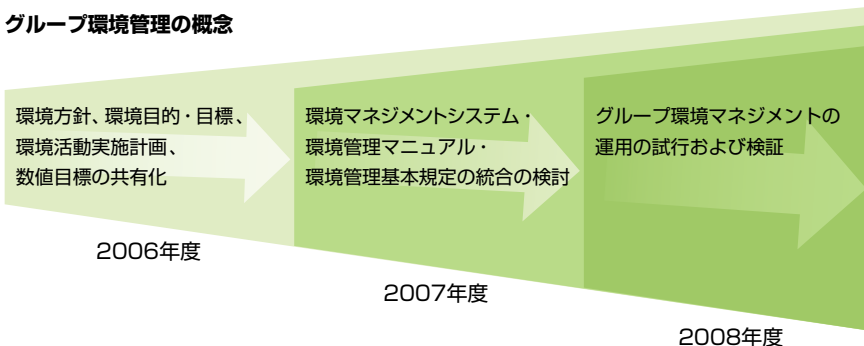 グループ環境管理の概念
環境方針、環境目的・目標、
環境活動実施計画、
数値目標の共有化
2006年度
環境マネジメントシステム・
環境管理マニュアル・
環境管理基本規定の統合の検討
2007年度
グループ環境マネジメントの
運用の試行および検証
2008年度